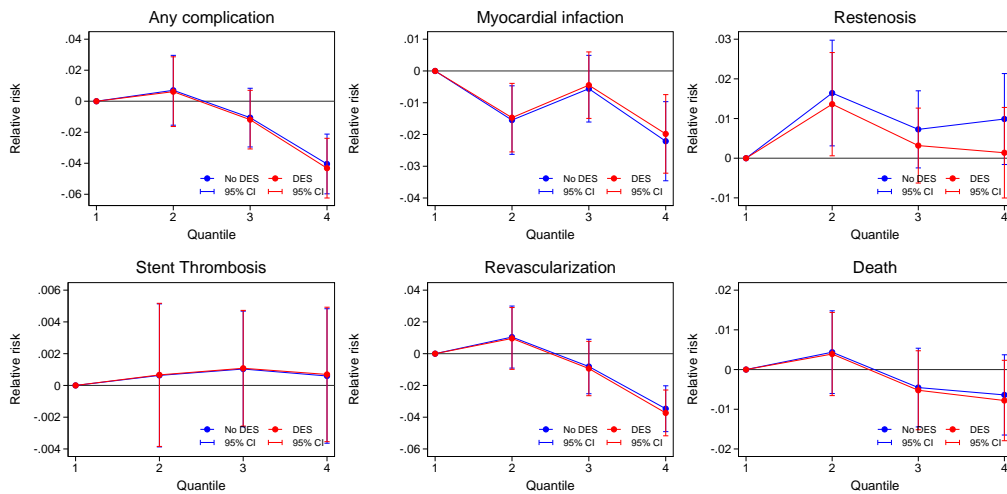 Any complication
.04
.02
0
-.02
-.04
-.06
Relative risk
No DES DES
95% CI 95% CI
1 2 3 4
Quantile
Myocardial infaction
.01
0
-.01
-.02
-.03
-.04
Relative risk
No DES DES
95% CI 95% CI
1 2 3 4
Quantile
Restenosis
.03
.02
.01
0
-.01
Relative risk
No DES DES
95% CI 95% CI
1 2 3 4
Quantile
Stent Thrombosis
.006
.004
.002
0
-.002
-.004
Relative risk
No DES DES
95% CI 95% CI
1 2 3 4
Quantile
Revascularization
.04
.02
0
-.02
-.04
-.06
Relative risk
No DES DES
95% CI 95% CI
1 2 3 4
Quantile
Death
.02
.01
0
-.01
-.02
Relative risk
No DES DES
95% CI 95% CI
1 2 3 4
Quantile